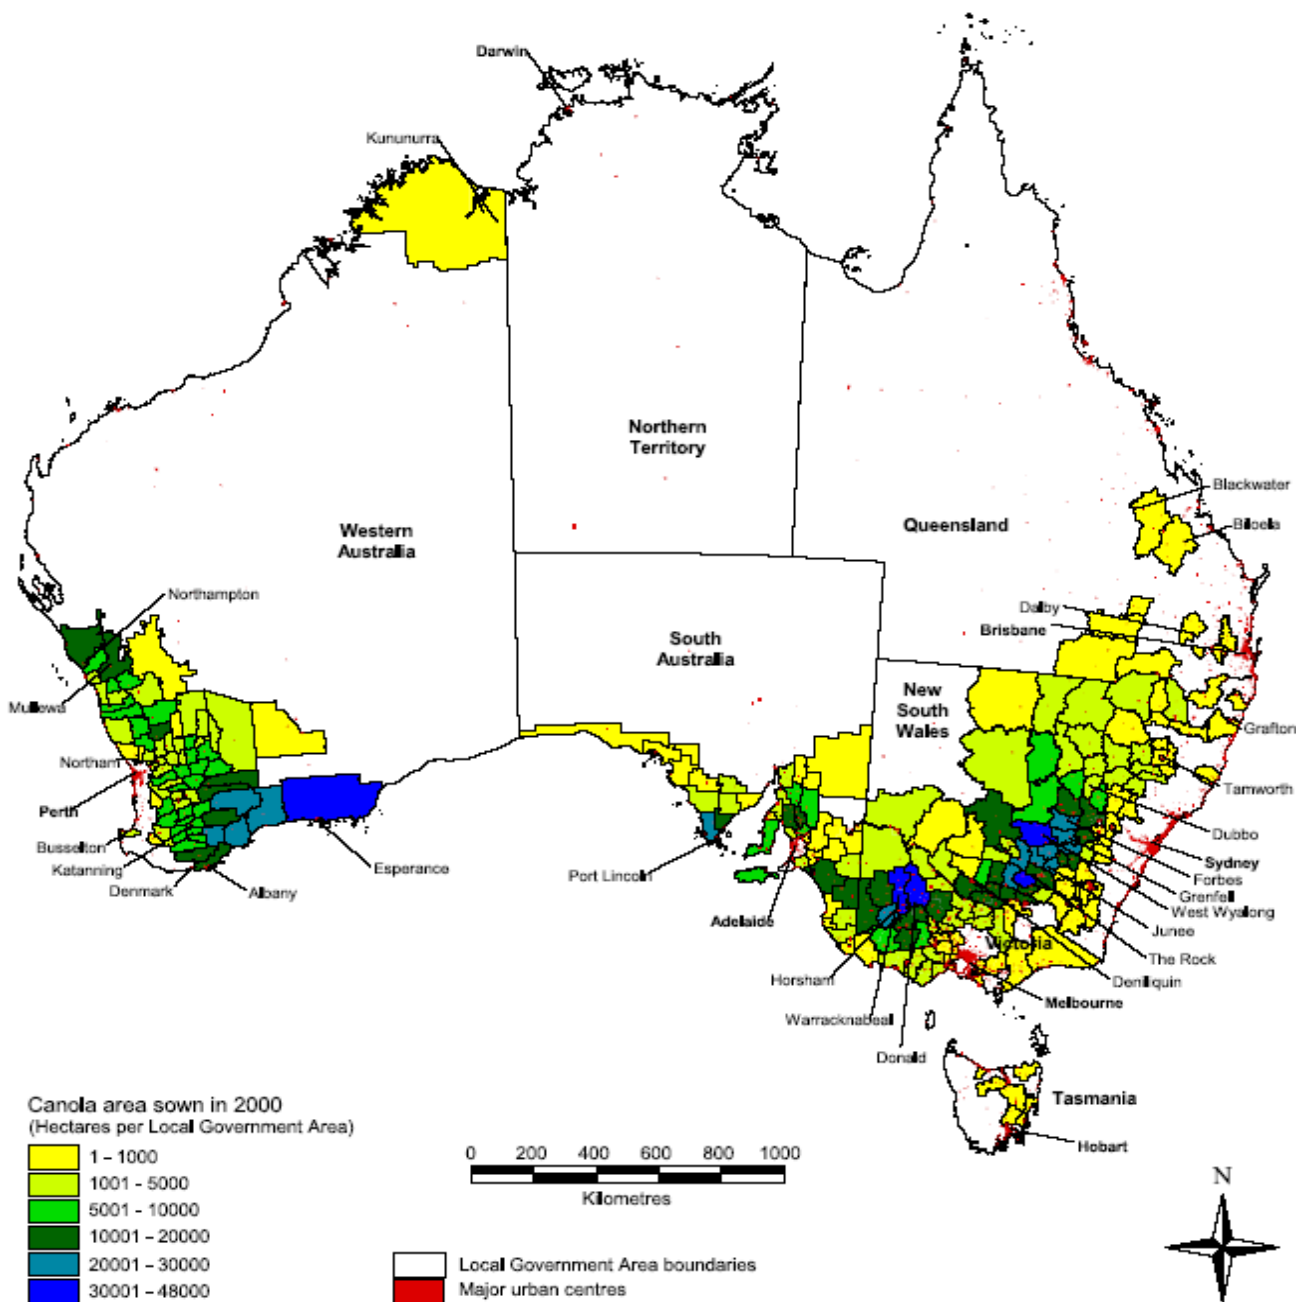 Darwin
Kununurra
Northern
Territory
Blackwater
Western
Australia
Queensland
Biloela
Northampton
Dalby
Brisbane
South
Australia
New
South
Wales
Mullewa
Grafton
Northam
Tamworth
Perth
Dubbo
Busselton
Sydney
Katanning
Esperance
Port Lincoln
Forbes
Denmark
Albany
Grenfell
West Wyalong
Adelaide
Junee
Victoria
The Rock
Horsham
Deniliquin
Melbourne
Warracknabeal
Donald
Tasmania
Hobart
Canola area sown in 2000
(Hectares per Local Government Area)
1 - 1000
1001 - 5000
5001 - 10000
10001 - 20000
20001 - 30000
30001 - 48000
0 200 400 600 800 1000
Kilometres
N
Local Government Area boundaries
Major urban centres